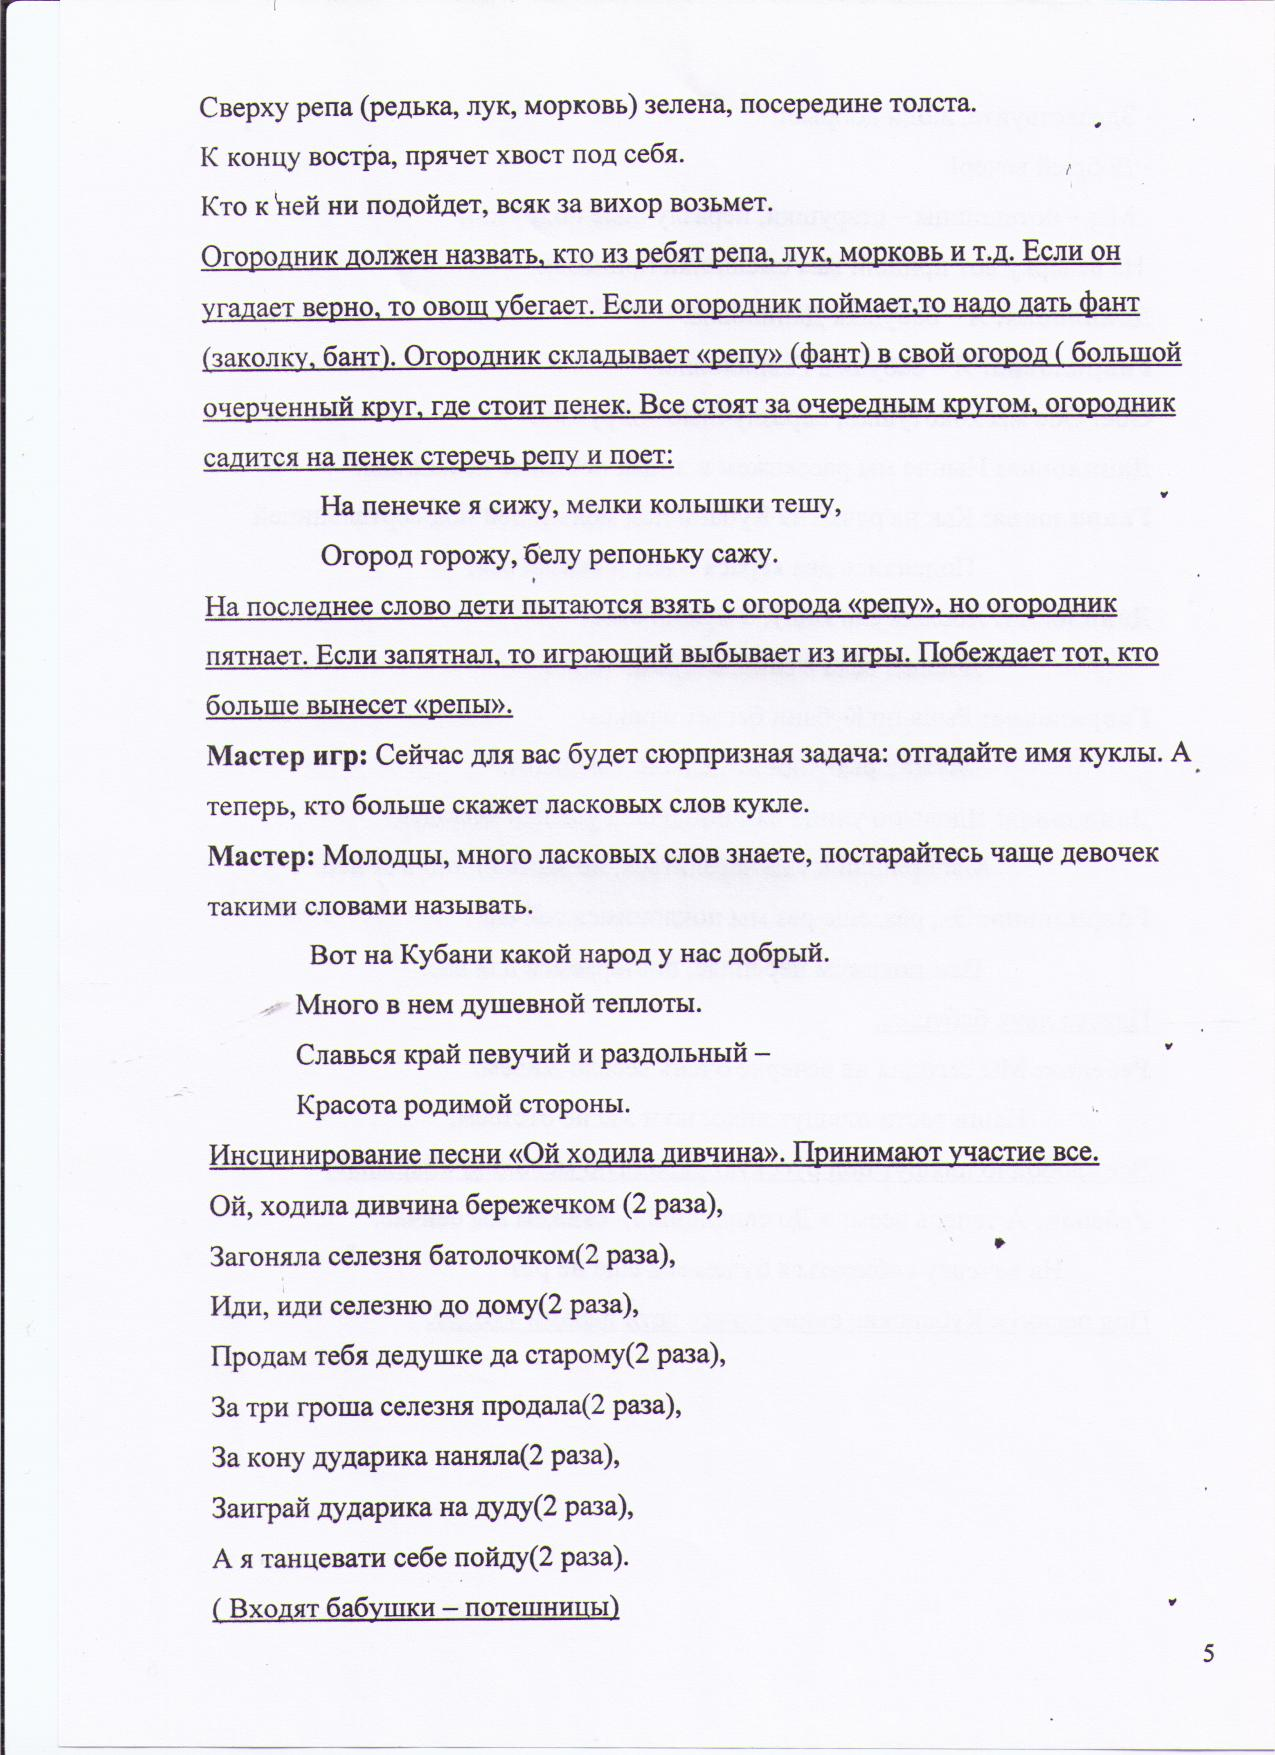 Сверху репа (редька, лук, морковь) зелена, посередине толста.
К концу востра, прячет хвост под себя.
Кто к ней ни подойдет, всяк за вихор возьмет.
Огородник должен назвать, кто из ребят репа, лук, морковь и т.д. Если он
угадает верно, то овощ убегает. Если огородник поймает,то надо дать фант
(заколку, бант). Огородник складывает «репу» (фант) в свой огород ( большой
очерченный круг, где стоит пенек. Все стоят за очередным кругом, огородник
садится на пенек стеречь репу и поет:
На пенечке я сижу, мелки колышки тешу,
Огород горожу, белу репоньку сажу.
На последнее слово дети пытаются взять с огорода «репу», но огородник
пятнает. Если запятнал, то играющий выбывает из игры. Побеждает тот, кто
больше вынесет «репы».
Мастер игр: Сейчас для вас будет сюрпризная задача: отгадайте имя куклы. А
теперь, кто больше скажет ласковых слов кукле.
Мастер: Молодцы, много ласковых слов знаете, постарайтесь чаще девочек
такими словами называть.
Вот на Кубани какой народ у нас добрый.
Много в нем душевной теплоты.
Славься край певучий и раздольный –
Красота родимой стороны.
Инсцинирование песни «Ой ходила дивчина». Принимают участие все.
Ой, ходила дивчина бережечком (2 раза),
Загоняла селезня батолочком(2 раза),
Иди, иди селезню до дому(2 раза),
Продам тебя дедушке да старому(2 раза),
За три гроша селезня продала(2 раза),
За кону дударика наняла(2 раза),
Заиграй дударика на дуду(2 раза),
А я танцевати себе пойду(2 раза).
( Входят бабушки – потешницы)
5